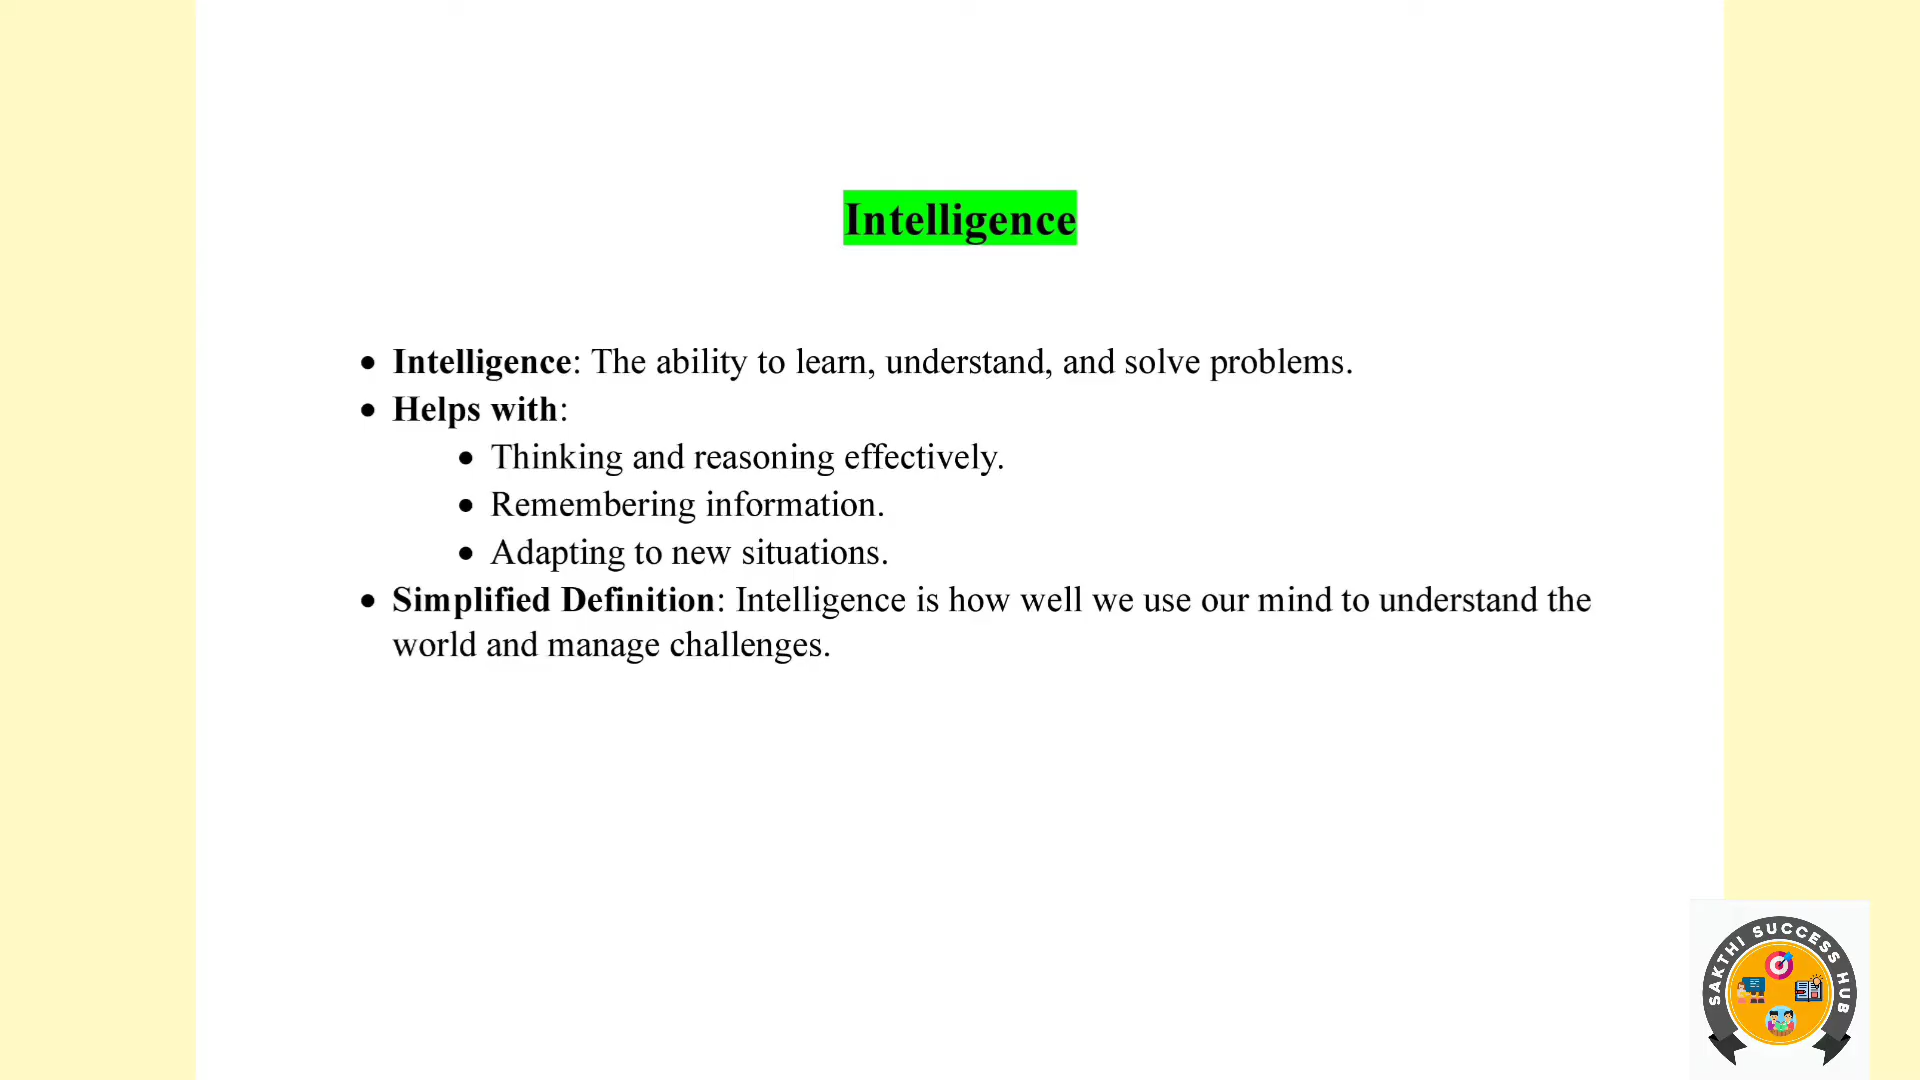 Intelligence
• Intelligence: The ability to learn, understand, and solve problems.
• Helps with:
• Thinking and reasoning effectively.
• Remembering information.
• Adapting to new situations.
• Simplified Definition: Intelligence is how well we use our mind to understand the
world and manage challenges.
SAKTHI SUCCESS HUB